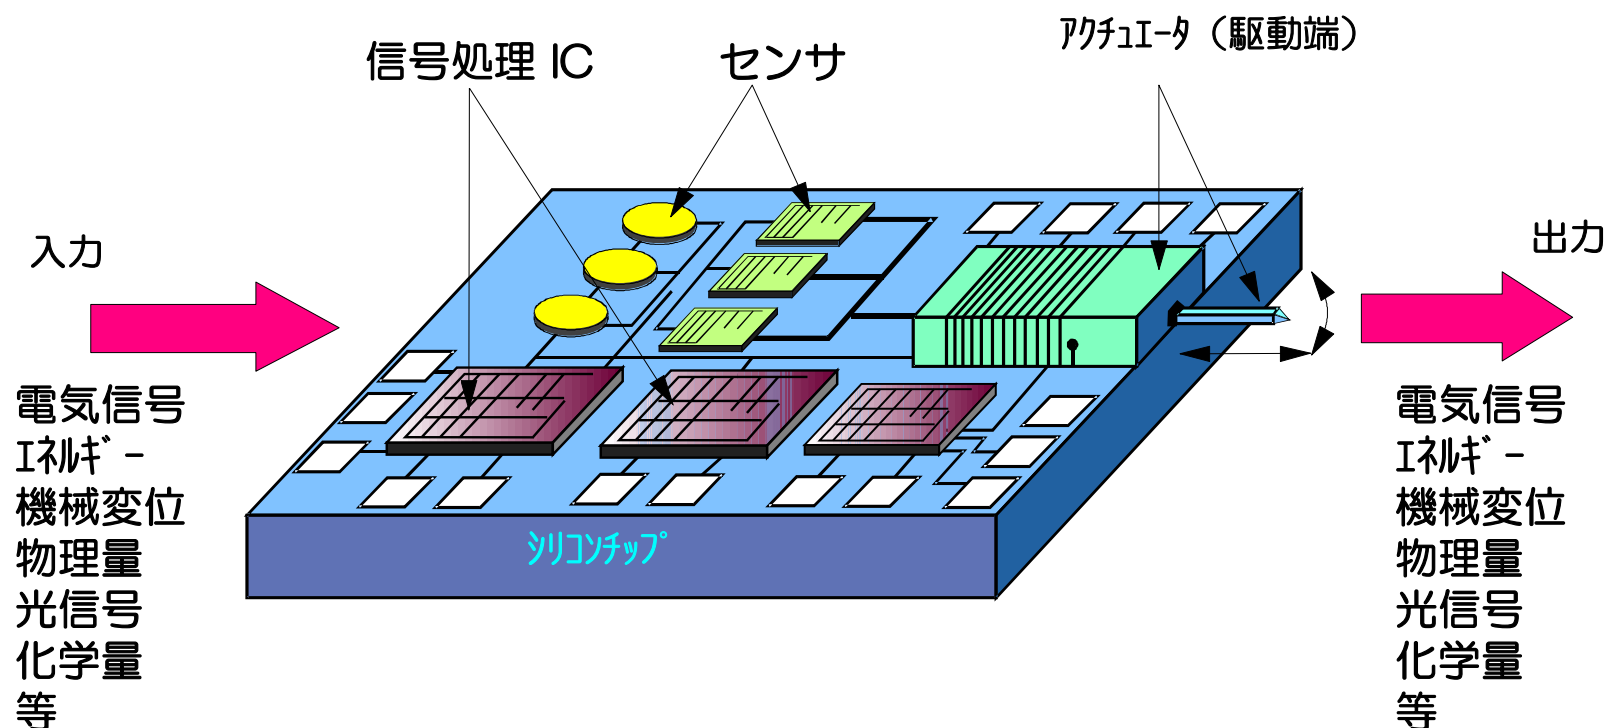 信号処理 IC
センサ
ｱｸﾁｭｴｰﾀ（駆動端）
入力
出力
電気信号
ｴﾈﾙｷﾞｰ
機械変位
物理量
光信号
化学量
等
ｼﾘｺﾝﾁｯﾌﾟ
電気信号
ｴﾈﾙｷﾞｰ
機械変位
物理量
光信号
化学量
等